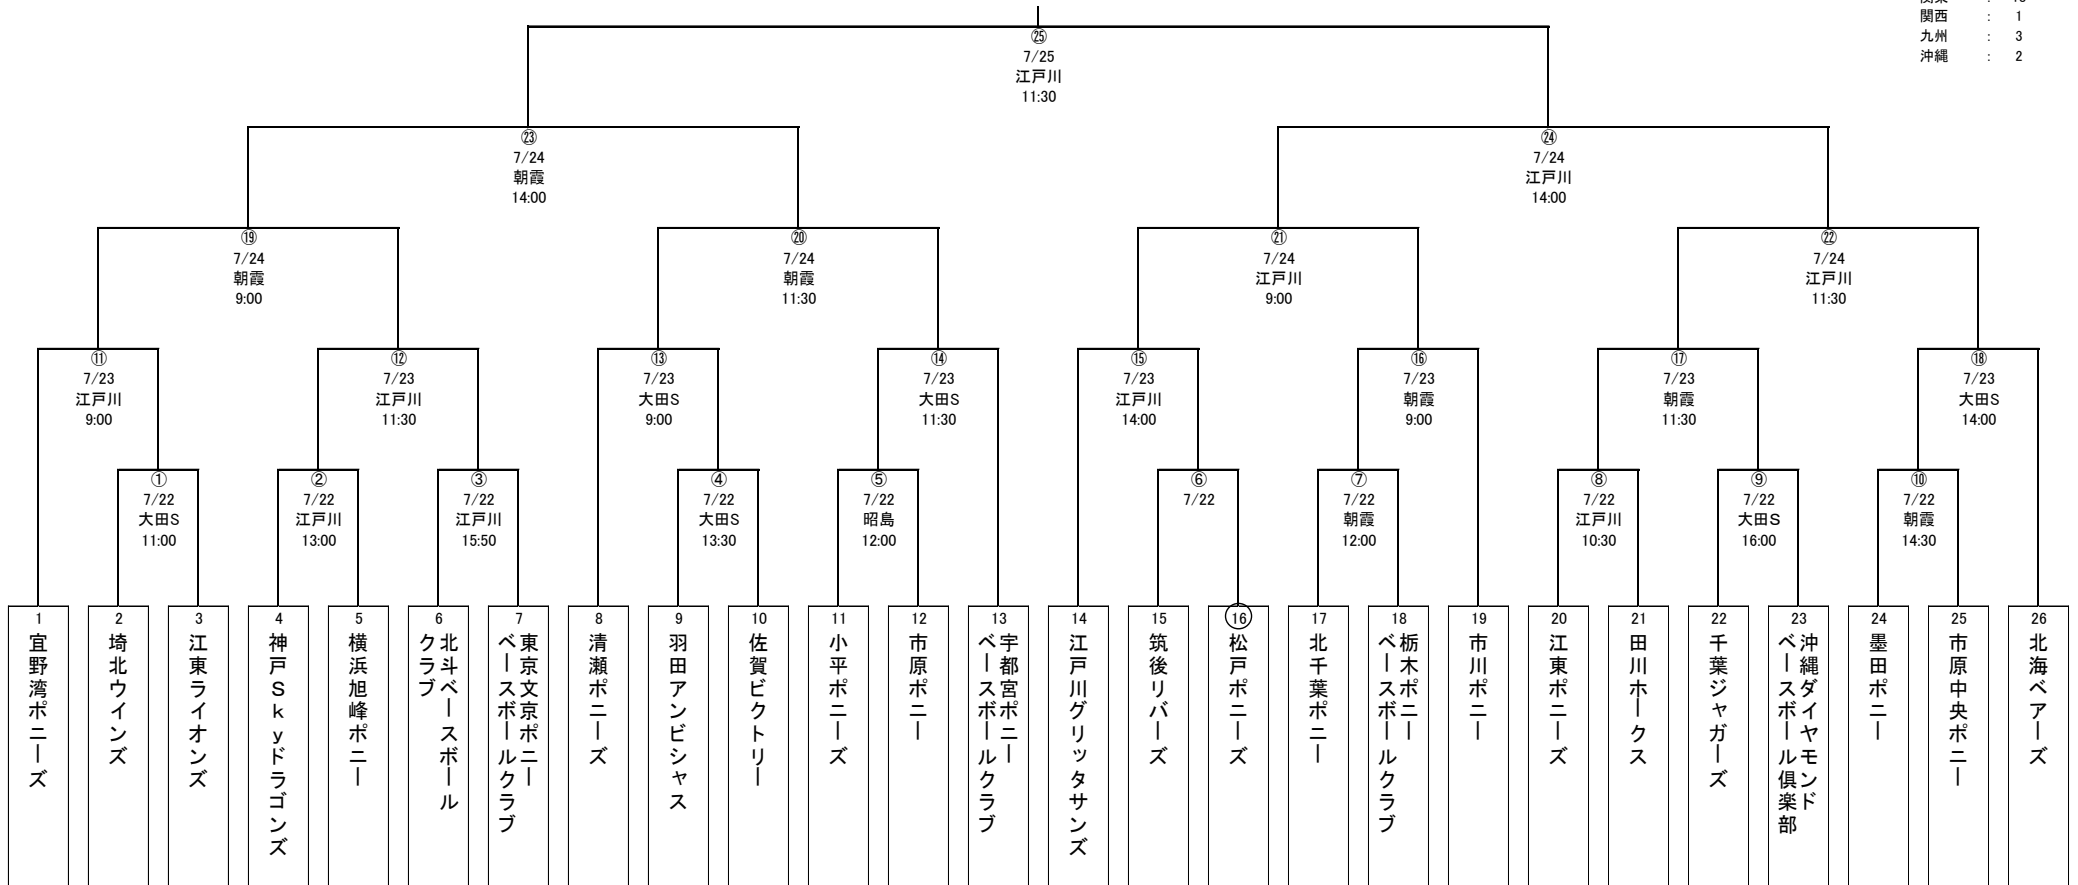 関西 : 1
九州 : 3
沖縄 : 2
㉕
7/25
江戸川
11:30
㉓
7/24
朝霞
14:00
㉔
7/24
江戸川
14:00
⑲
7/24
朝霞
9:00
⑳
7/24
朝霞
11:30
㉑
7/24
江戸川
9:00
㉒
7/24
江戸川
11:30
⑪
7/23
江戸川
9:00
⑫
7/23
江戸川
11:30
⑬
7/23
大田S
9:00
⑭
7/23
大田S
11:30
⑮
7/23
江戸川
14:00
⑯
7/23
朝霞
9:00
⑰
7/23
朝霞
11:30
⑱
7/23
大田S
14:00
①
7/22
大田S
11:00
②
7/22
江戸川
13:00
③
7/22
江戸川
15:50
④
7/22
大田S
13:30
⑤
7/22
昭島
12:00
⑥
7/22
⑦
7/22
朝霞
12:00
⑧
7/22
江戸川
10:30
⑨
7/22
大田S
16:00
⑩
7/22
朝霞
14:30
1
宜野湾ポニーズ
2
埼北ウインズ
3
江東ライオンズ
4
神戸Skyドラゴンズ
5
横浜旭峰ポニー
6
北斗ベースボール
クラブ
7
東京文京ポニー
ベースボールクラブ
8
清瀬ポニーズ
9
羽田アンビシャス
10
佐賀ビクトリー
11
小平ポニーズ
12
市原ポニー
13
宇都宮ポニー
ベースボールクラブ
14
江戸川グリッタサンズ
15
筑後リバーズ
16
松戸ポニーズ
17
北千葉ポニー
18
栃木ポニー
ベースボールクラブ
19
市川ポニー
20
江東ポニーズ
21
田川ホークス
22
千葉ジャガーズ
23
沖縄ダイヤモンド
ベースボール倶楽部
24
墨田ポニー
25
市原中央ポニー
26
北海ベアーズ